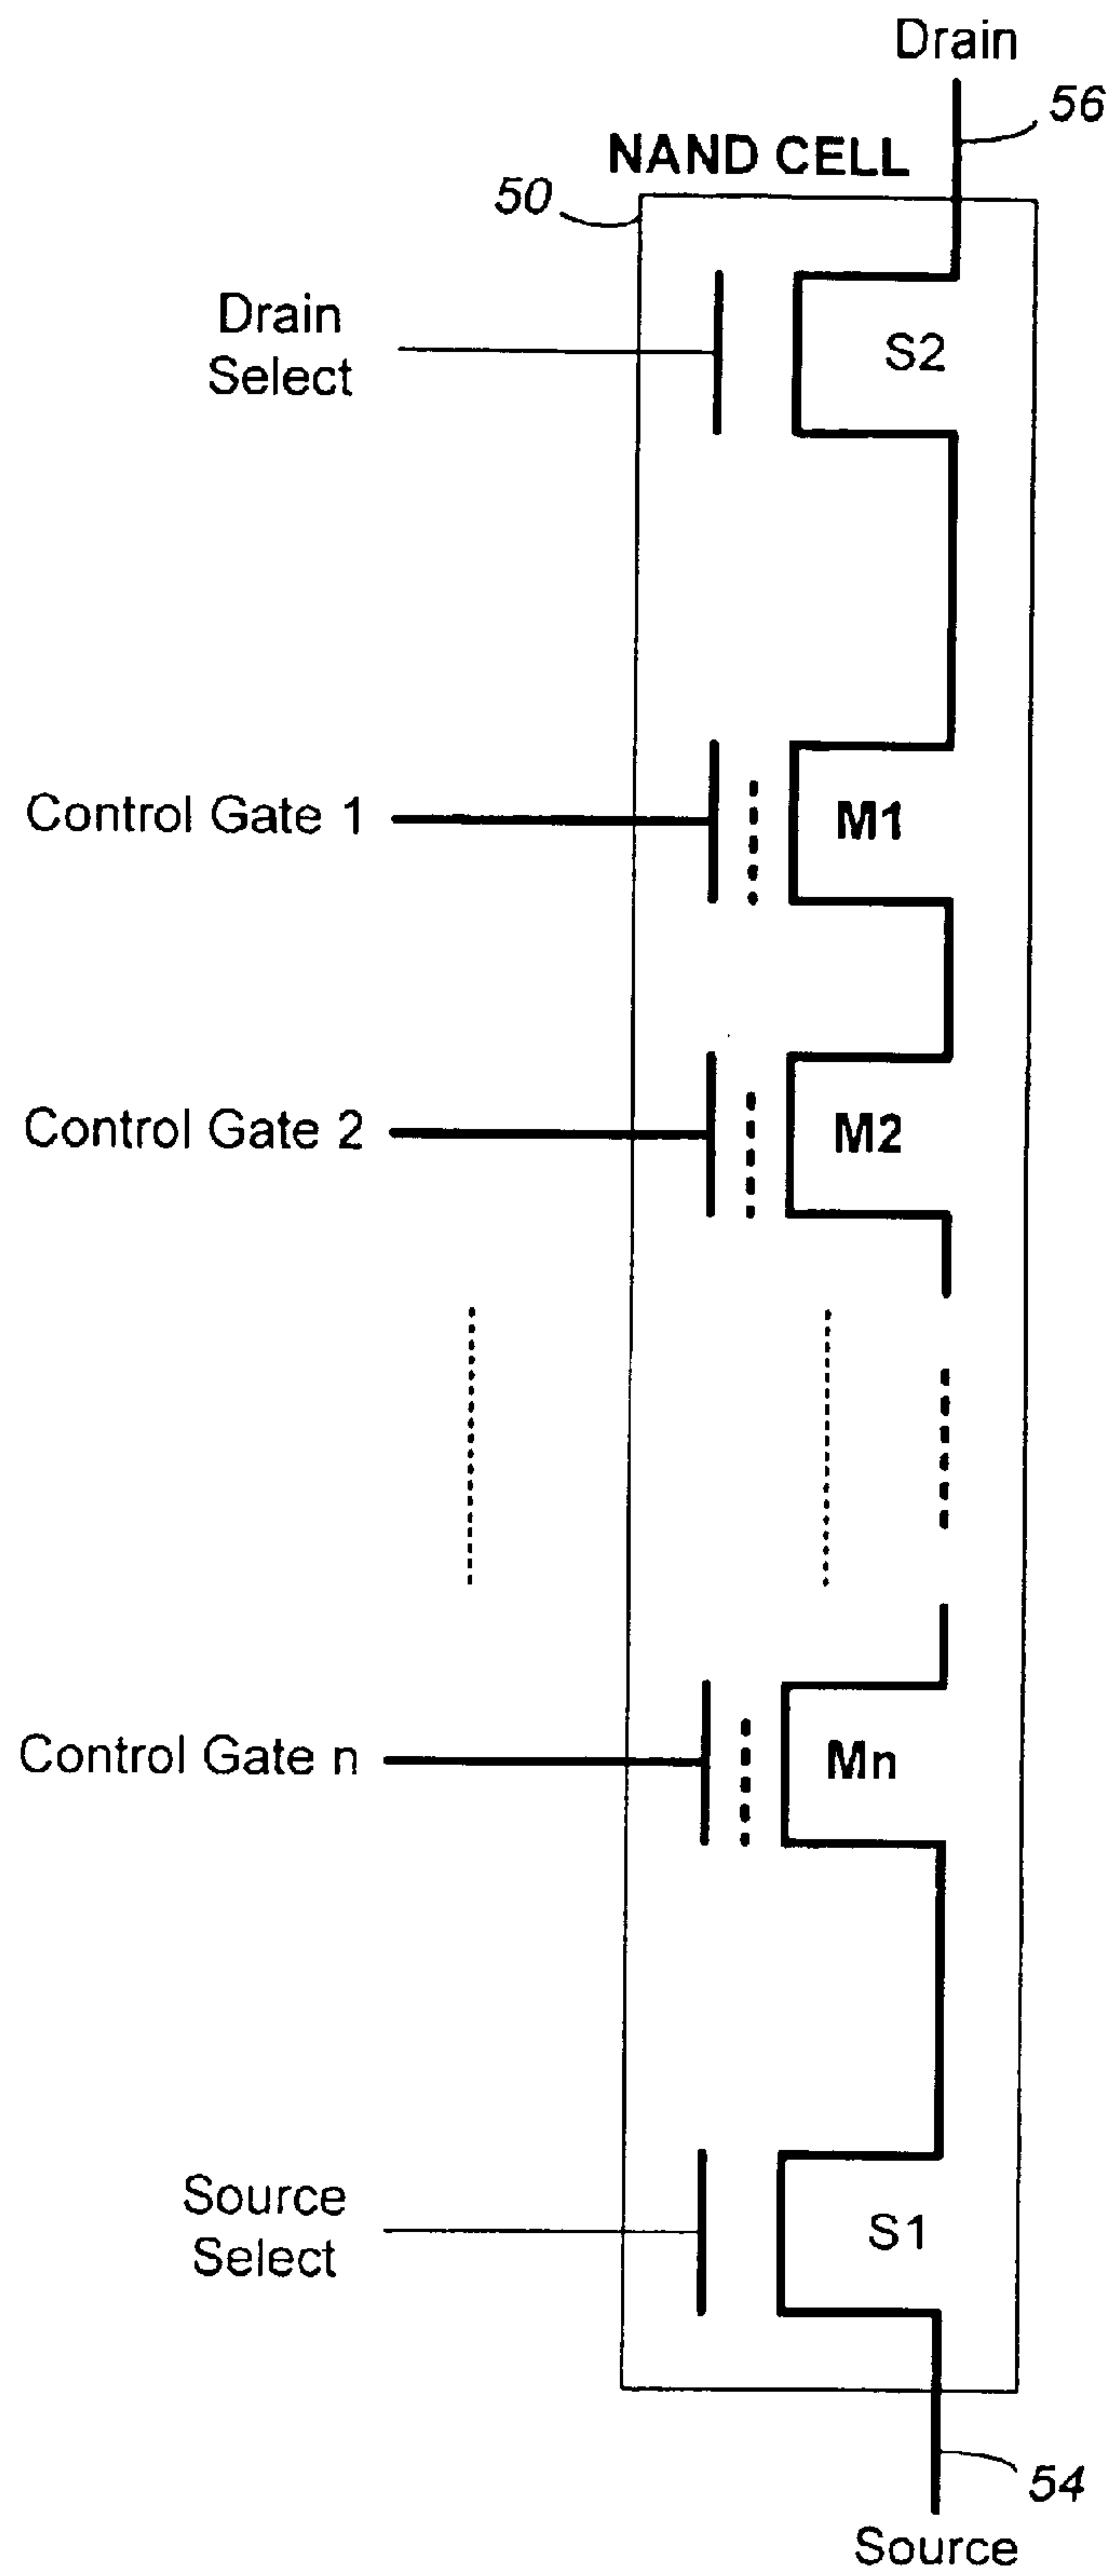 Drain
56
NAND CELL
50
Drain
Select
S2
Control Gate 1
M1
Control Gate 2
M2
Control Gate n
Mn
Source
Select
S1
54
Source